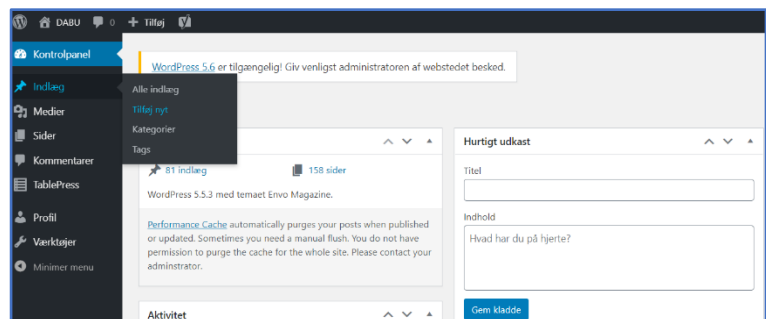 DABU 0 + Tilføj
Kontrolpanel
WordPress 5.6 er tilgængelig! Giv venligst administratoren af webstedet besked.
Indlæg
Alle indlæg
Tilføj nyt
Kategorier
Tags
Medier
Sider
Kommentarer
TablePress
Profil
Værktøjer
Minimer menu
81 indlæg 158 sider
WordPress 5.5.3 med temaet Envo Magazine.
Performance Cache automatically purges your posts when published
or updated. Sometimes you need a manual flush. You do not have
permission to purge the cache for the whole site. Please contact your
adminstrator.
Aktivitet
Hurtigt udkast
Titel
Indhold
Hvad har du på hjerte?
Gem kladde